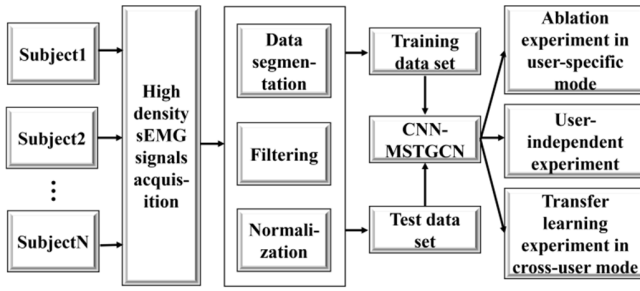 Subject1
Subject2
SubjectN
High
density
sEMG
signals
acquis-
ition
Data
segmen-
tation
Filtering
Normali-
zation
Training
data set
CNN-
MSTGCN
Test data
set
Ablation
experiment in
user-specific
mode
User-
independent
experiment
Transfer
learning
experiment in
cross-user mode